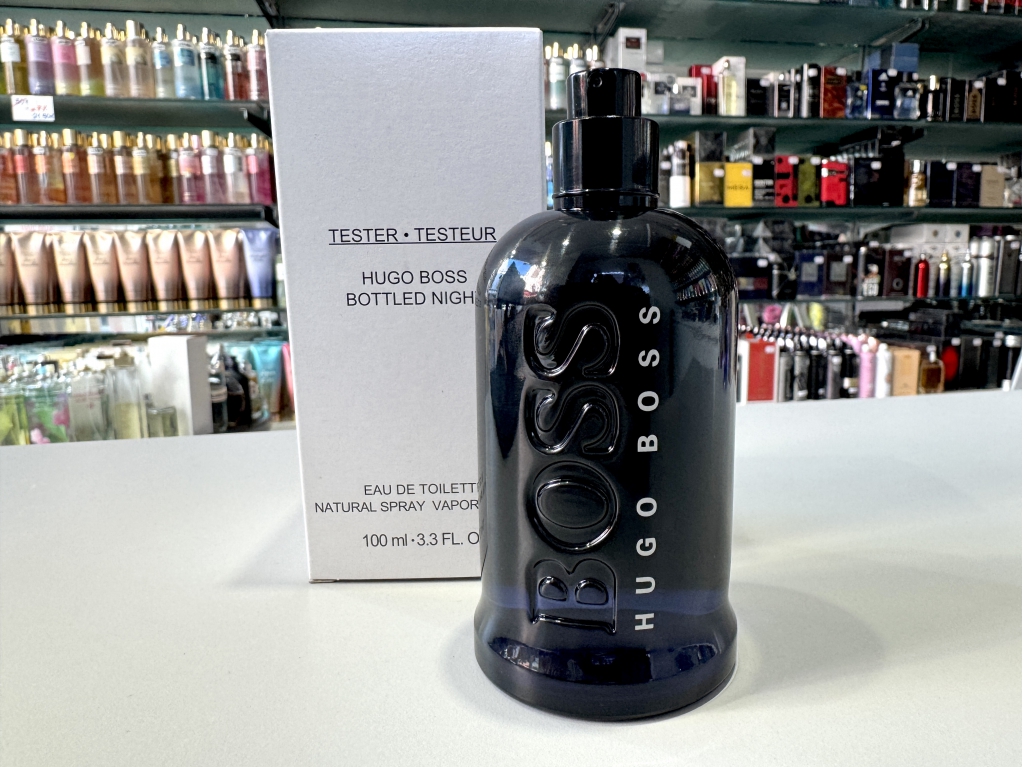 TESTER • TESTEUR
HUGO BOSS
BOTTLED NIGH
EAU DE TOILETT
NATURAL SPRAY VAPOR
100 ml • 3.3 FL. O
BOSS
HUGO BOSS